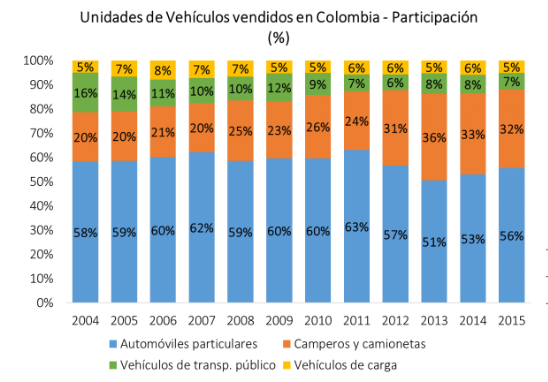 Unidades de Vehículos vendidos en Colombia - Participación
(%)
100%
90%
80%
70%
60%
50%
40%
30%
20%
10%
0%
5% 7% 8% 7% 7% 5% 5% 6% 6% 5% 6% 5%
16% 14% 11% 10% 10% 12% 9% 7% 6% 8% 8% 7%
20% 20% 21% 20% 25% 23% 26% 24% 31% 36% 33% 32%
58% 59% 60% 62% 59% 60% 60% 63% 57% 51% 53% 56%
2004 2005 2006 2007 2008 2009 2010 2011 2012 2013 2014 2015
Automóviles particulares Camperos y camionetas
Vehículos de transp. público Vehículos de carga